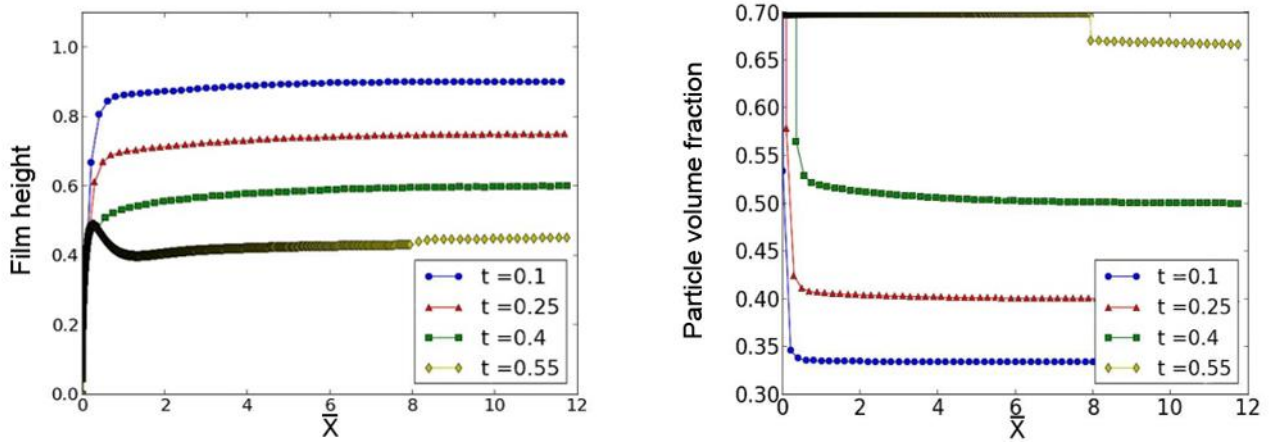 1.0
0.8
0.6
0.4
0.2
0.0
Film height
0 2 4 6 8 10 12
X̄
t =0.1
t =0.25
t =0.4
t =0.55
0.70
0.65
0.60
0.55
0.50
0.45
0.40
0.35
0.30
Particle volume fraction
0 2 4 6 8 10 12
X̄
t =0.1
t =0.25
t =0.4
t =0.55